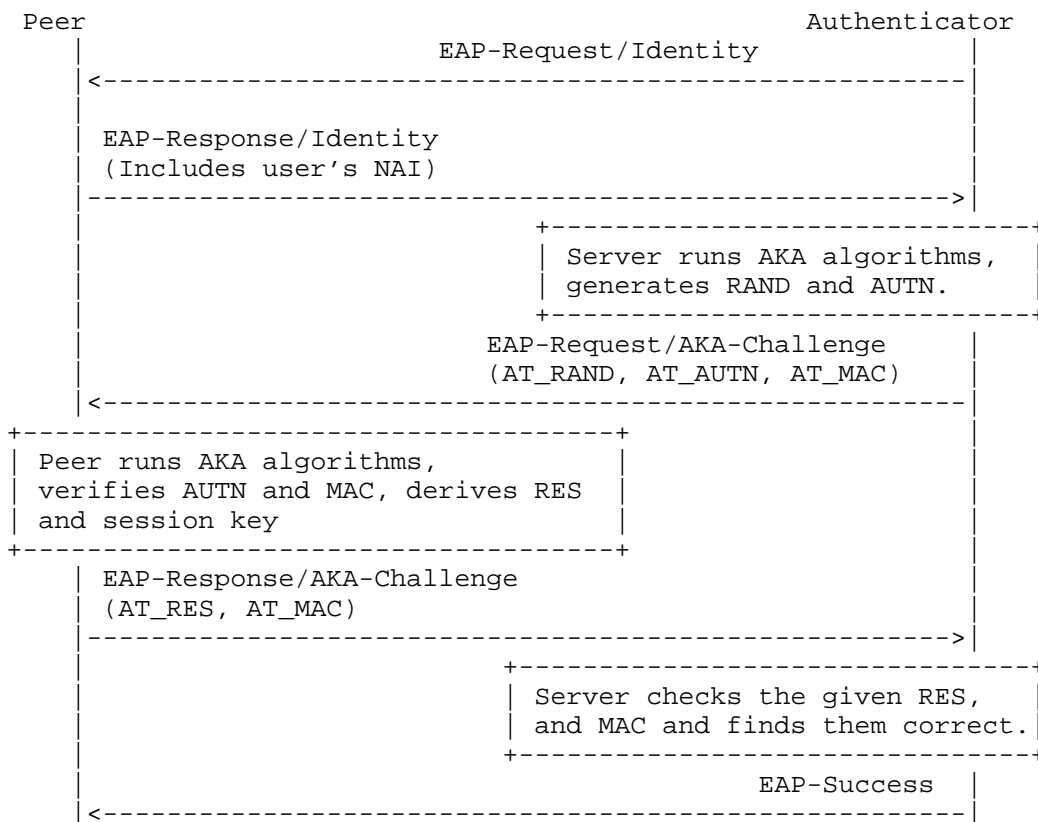 Peer Authenticator
EAP-Request/Identity
EAP-Response/Identity
(Includes user's NAI)
Server runs AKA algorithms,
generates RAND and AUTN.
EAP-Request/AKA-Challenge
(AT_RAND, AT_AUTN, AT_MAC)
Peer runs AKA algorithms,
verifies AUTN and MAC, derives RES
and session key
EAP-Response/AKA-Challenge
(AT_RES, AT_MAC)
Server checks the given RES,
and MAC and finds them correct.
EAP-Success